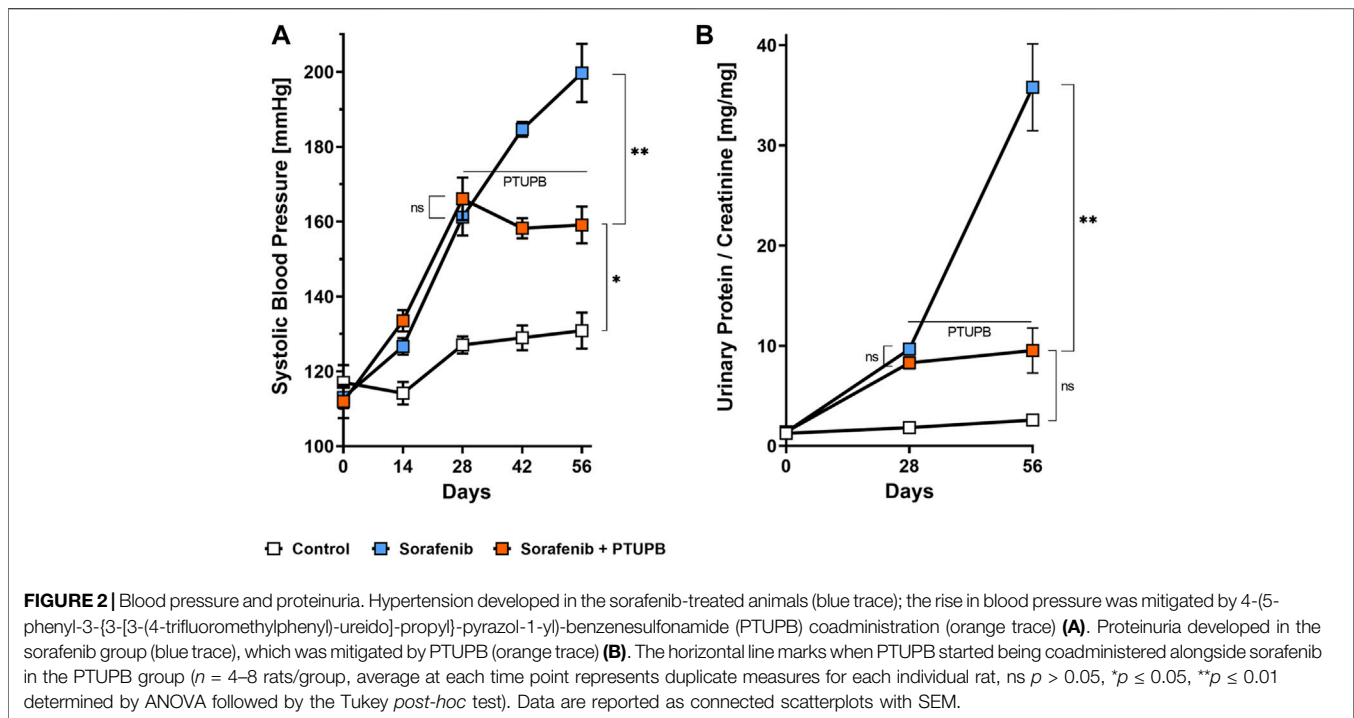 A
Systolic Blood Pressure [mmHg]
200
180
160
140
120
100
0 14 28 42 56
Days
PTUPB
ns
**
*
B
Urinary Protein / Creatinine [mg/mg]
40
30
20
10
0
0 28 56
Days
PTUPB
ns
**
ns
Control Sorafenib Sorafenib + PTUPB
FIGURE 2 | Blood pressure and proteinuria. Hypertension developed in the sorafenib-treated animals (blue trace); the rise in blood pressure was mitigated by 4-(5-
phenyl-3-{3-[3-(4-trifluoromethylphenyl)-ureido]-propyl}-pyrazol-1-yl)-benzenesulfonamide (PTUPB) coadministration (orange trace) (A). Proteinuria developed in the
sorafenib group (blue trace), which was mitigated by PTUPB (orange trace) (B). The horizontal line marks when PTUPB started being coadministered alongside sorafenib
in the PTUPB group (n = 4–8 rats/group, average at each time point represents duplicate measures for each individual rat, ns p > 0.05, *p ≤ 0.05, **p ≤ 0.01
determined by ANOVA followed by the Tukey post-hoc test). Data are reported as connected scatterplots with SEM.